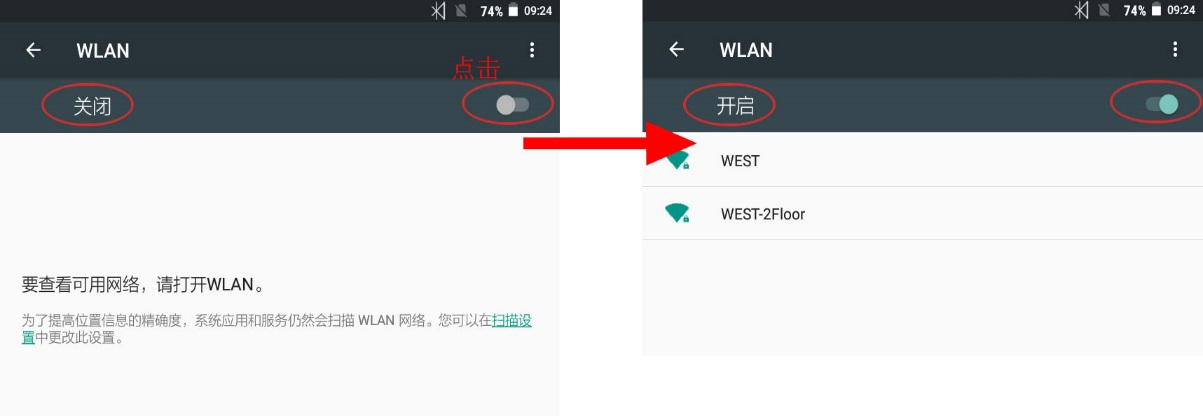 74% 09:24
WLAN
点击
关闭
要查看可用网络，请打开WLAN。
为了提高位置信息的精确度，系统应用和服务仍然会扫描 WLAN 网络。您可以在扫描设
置中更改此设置。
74% 09:24
WLAN
开启
WEST
WEST-2Floor